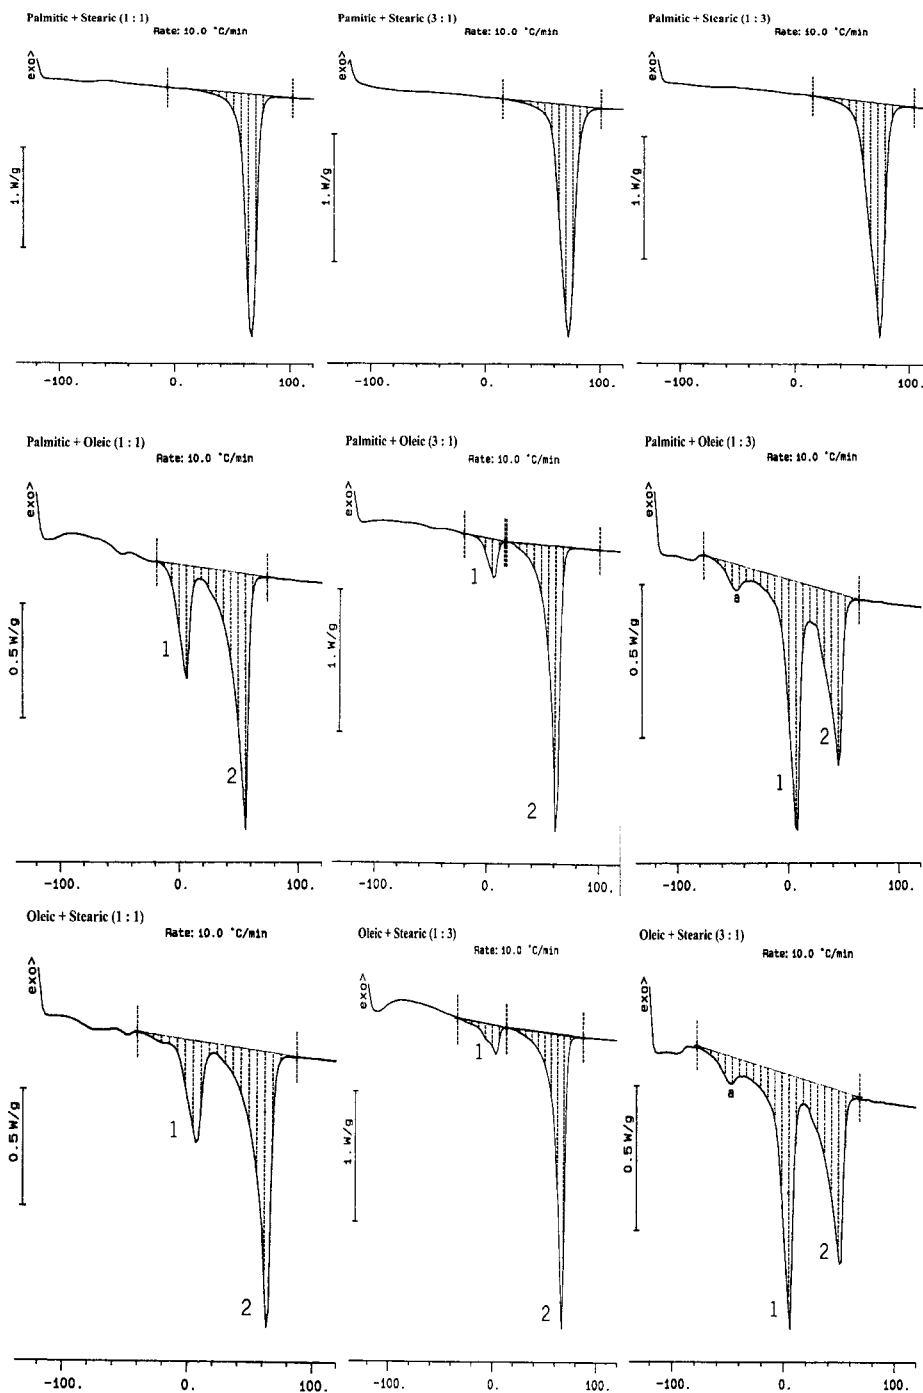 Palmitic + Stearic (1 : 1)
Rate: 10.0 °C/min
exo>
1. W/g
-100.
0.
100.
Pamitic + Stearic (3 : 1)
Rate: 10.0 °C/min
exo>
1. W/g
-100.
0.
100.
Palmitic + Stearic (1 : 3)
Rate: 10.0 °C/min
exo>
1. W/g
-100.
0.
100.
Palmitic + Oleic (1 : 1)
Rate: 10.0 °C/min
exo>
0.5 W/g
1
2
-100.
0.
100.
Palmitic + Oleic (3 : 1)
Rate: 10.0 °C/min
exo>
1. W/g
1
2
-100.
0.
100.
Palmitic + Oleic (1 : 3)
Rate: 10.0 °C/min
exo>
0.5 W/g
a
1
2
-100.
0.
100.
Oleic + Stearic (1 : 1)
Rate: 10.0 °C/min
exo>
0.5 W/g
1
2
-100.
0.
100.
Oleic + Stearic (1 : 3)
Rate: 10.0 °C/min
exo>
1. W/g
1
2
-100.
0.
100.
Oleic + Stearic (3 : 1)
Rate: 10.0 °C/min
exo>
0.5 W/g
a
1
2
-100.
0.
100.